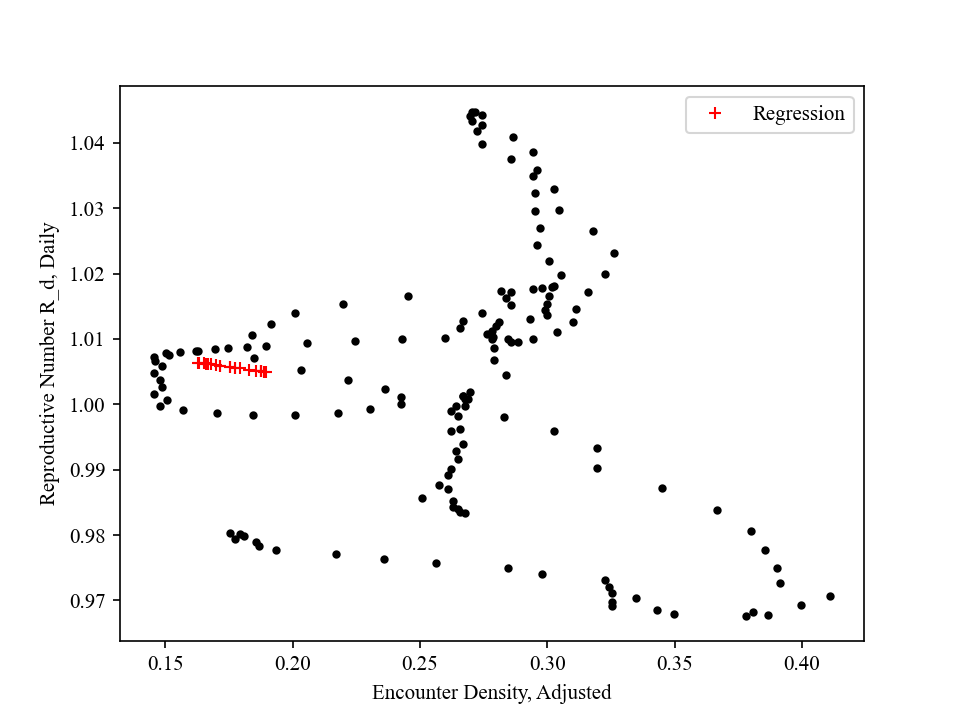 Regression
1.04
1.03
1.02
1.01
1.00
0.99
0.98
0.97
Reproductive Number R_d, Daily
0.15 0.20 0.25 0.30 0.35 0.40
Encounter Density, Adjusted